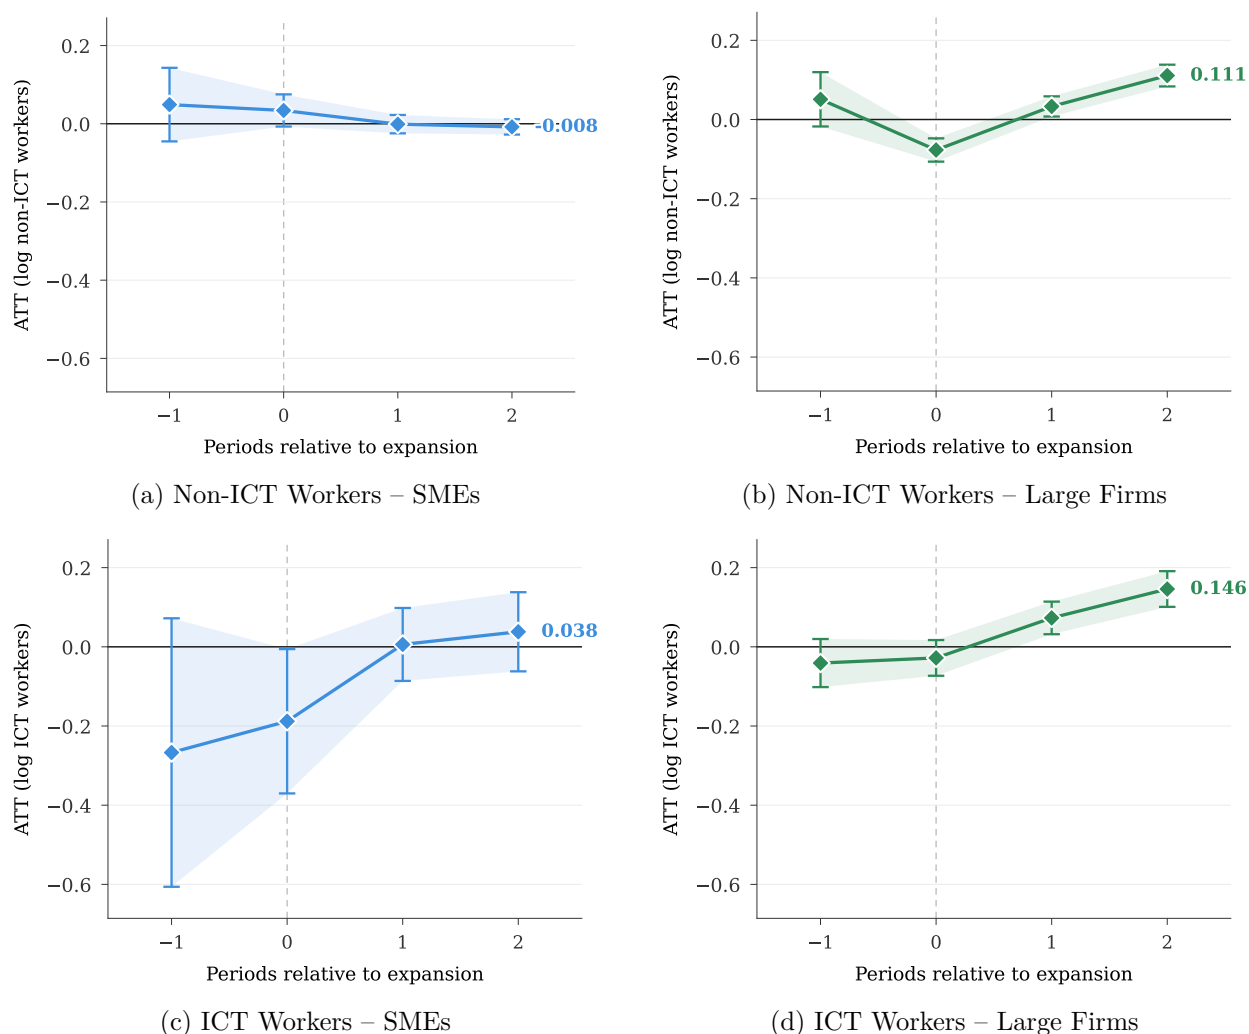 0.2
0.0
−0.2
−0.4
−0.6
ATT (log non-ICT workers)
-0.008
−1 0 1 2
Periods relative to expansion
(a) Non-ICT Workers – SMEs
0.2
0.0
−0.2
−0.4
−0.6
ATT (log non-ICT workers)
0.111
−1 0 1 2
Periods relative to expansion
(b) Non-ICT Workers – Large Firms
0.2
0.0
−0.2
−0.4
−0.6
ATT (log ICT workers)
0.038
−1 0 1 2
Periods relative to expansion
(c) ICT Workers – SMEs
0.2
0.0
−0.2
−0.4
−0.6
ATT (log ICT workers)
0.146
−1 0 1 2
Periods relative to expansion
(d) ICT Workers – Large Firms